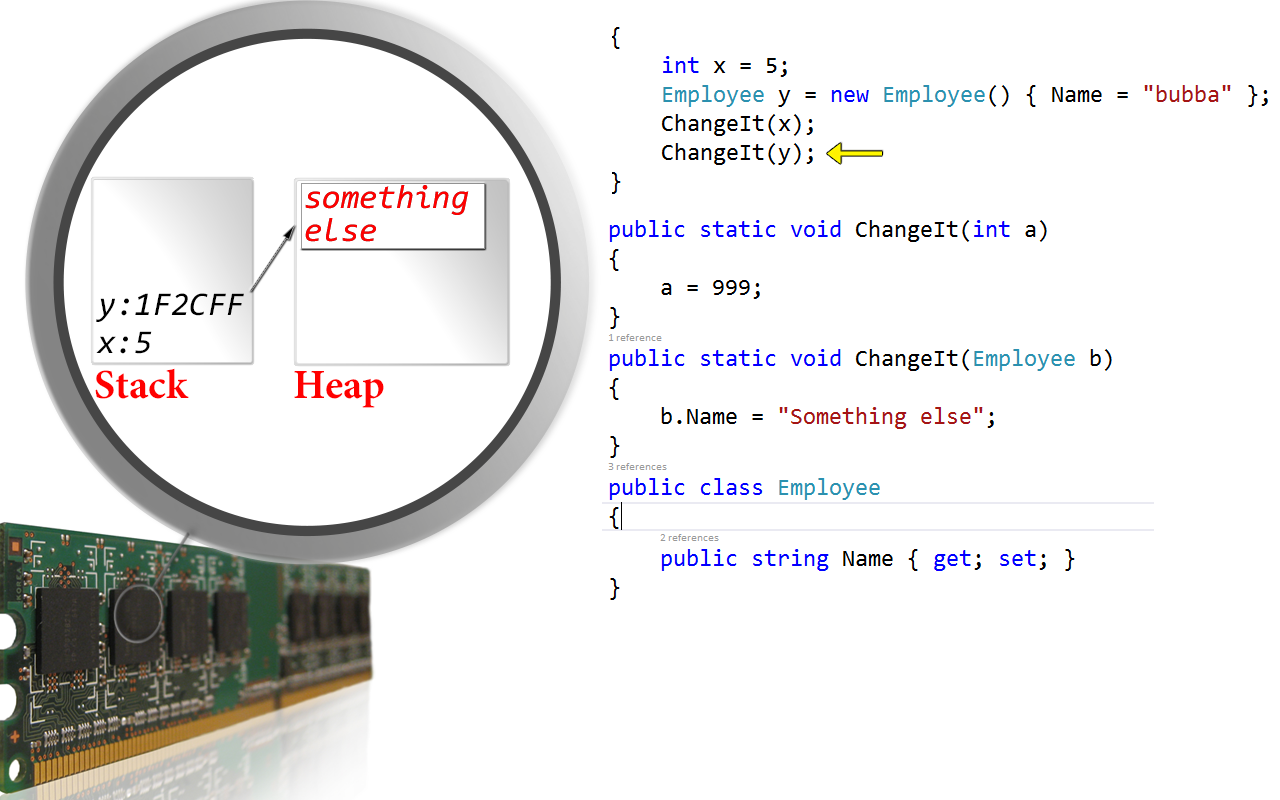 something
else
y:1F2CFF
x:5
Stack
Heap
{
int x = 5;
Employee y = new Employee() { Name = "bubba" };
ChangeIt(x);
ChangeIt(y);
}
public static void ChangeIt(int a)
{
a = 999;
}
1 reference
public static void ChangeIt(Employee b)
{
b.Name = "Something else";
}
3 references
public class Employee
{
2 references
public string Name { get; set; }
}
KOREA